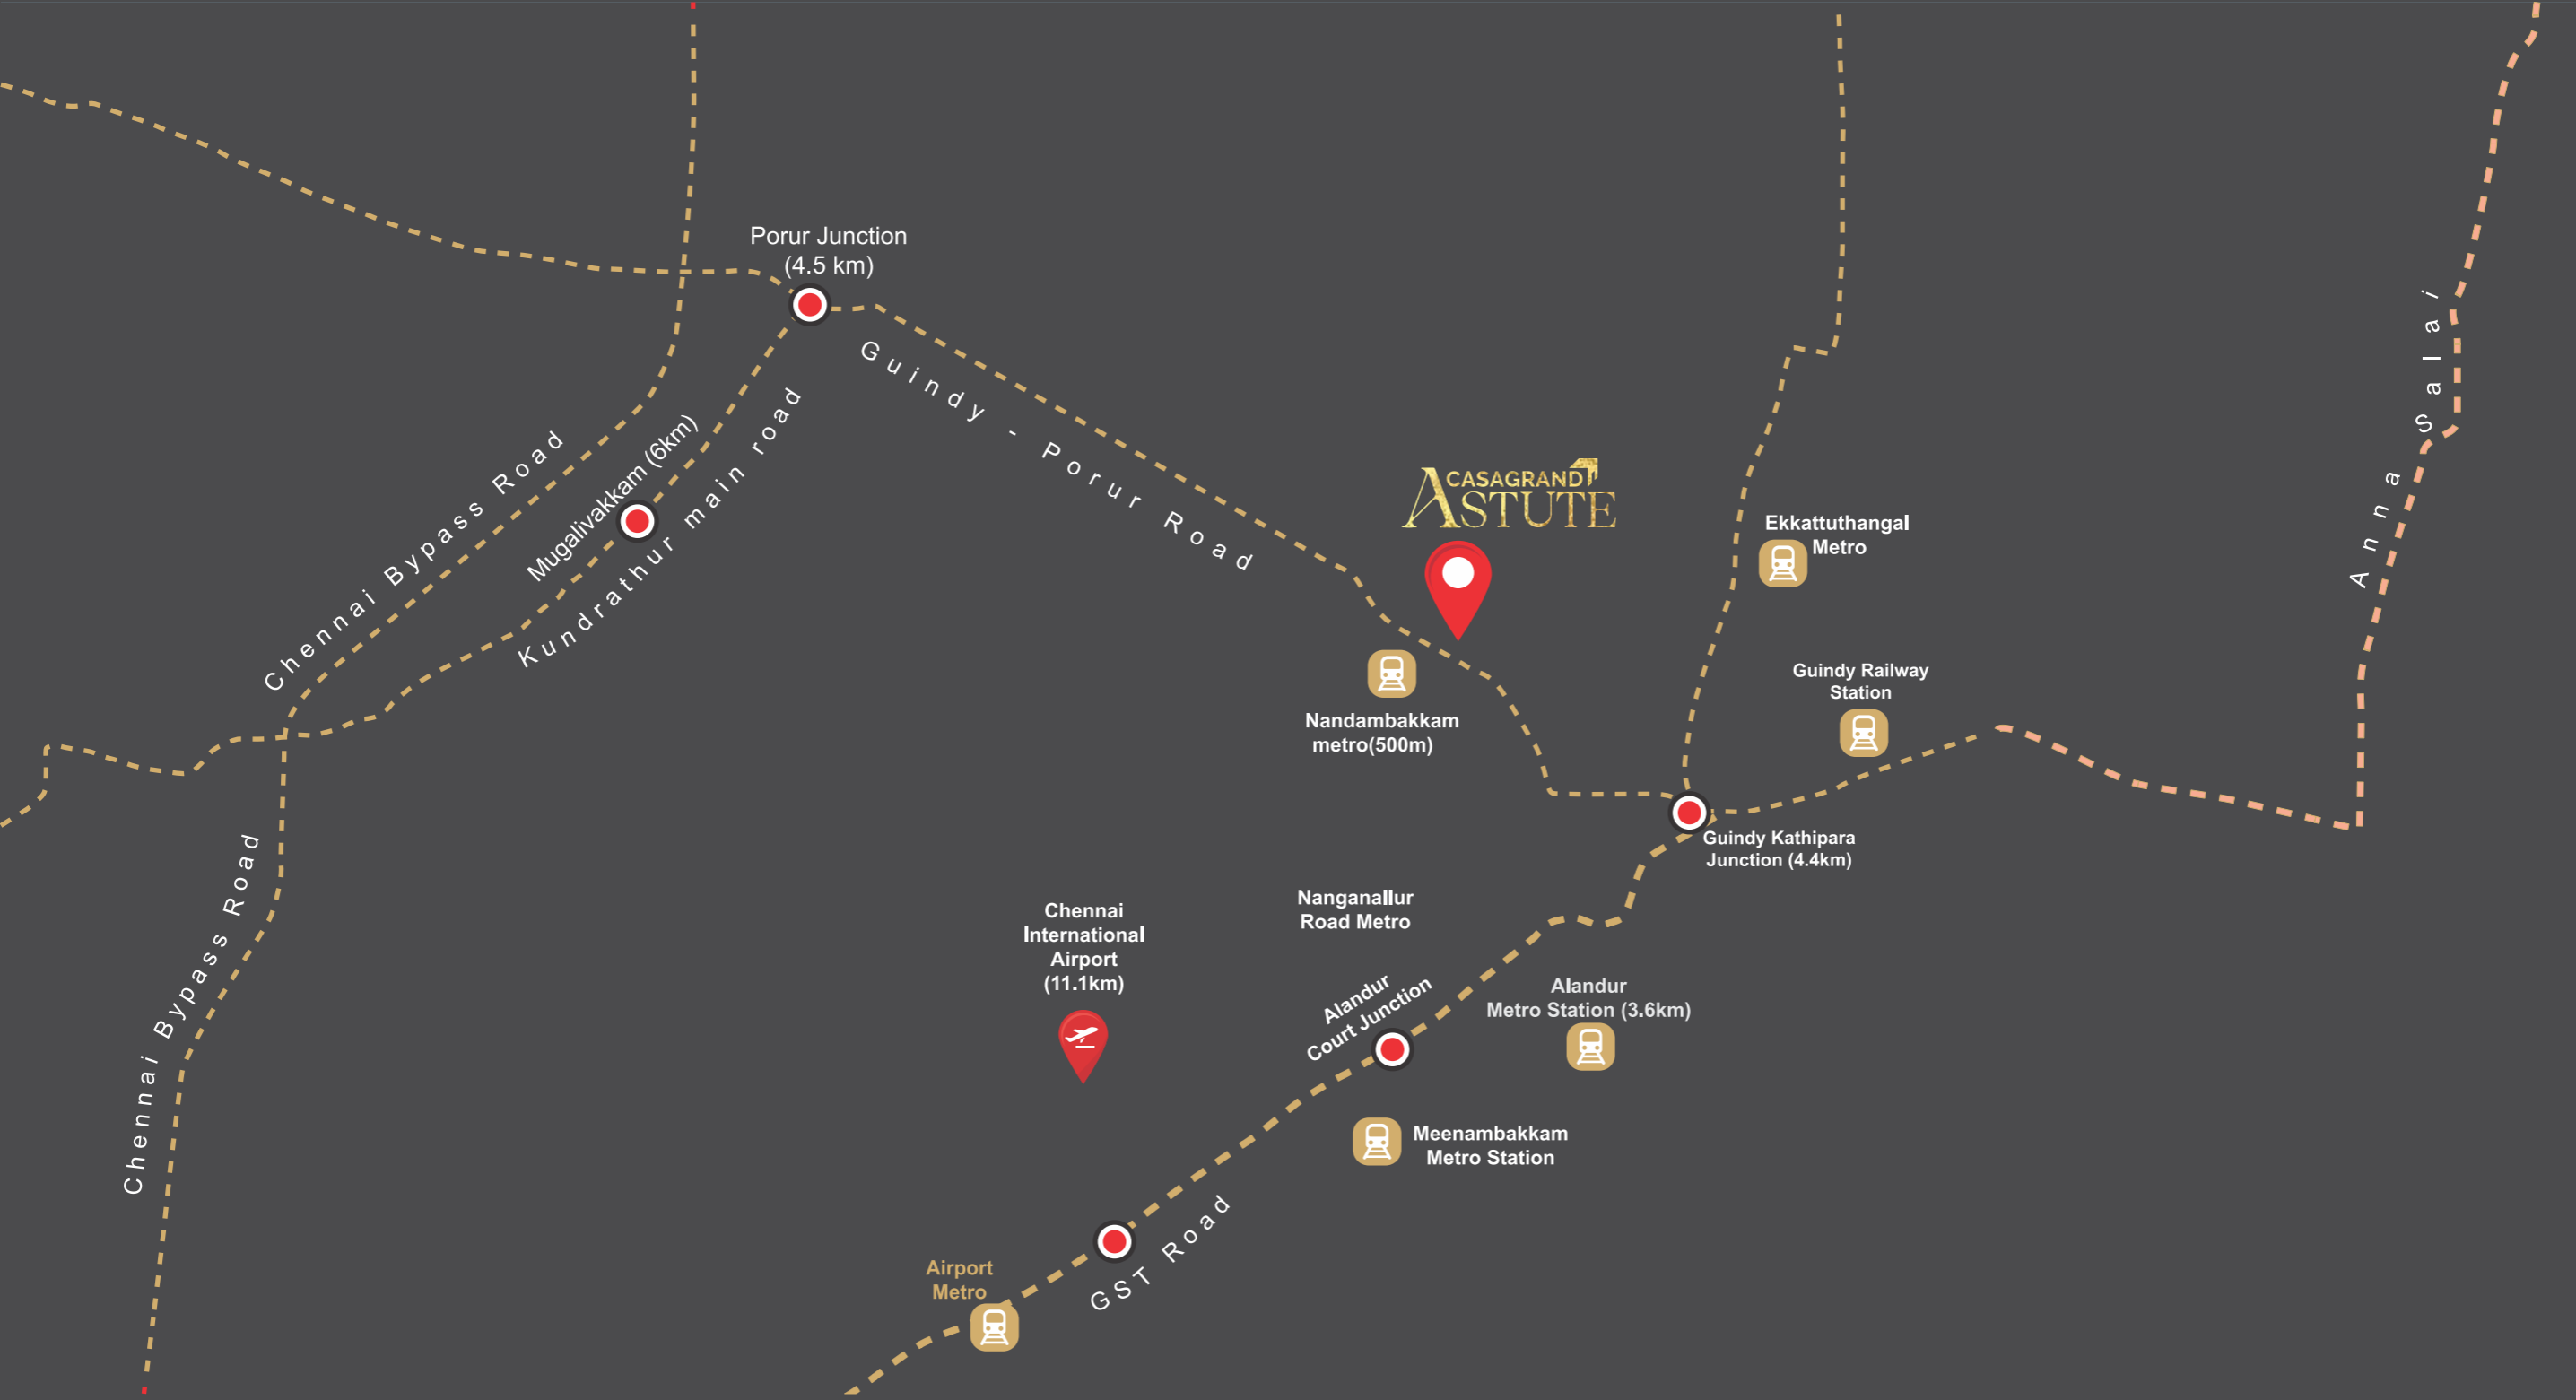 Porur Junction
(4.5 km)
Guindy - Porur Road
Chennai Bypass Road
Mugalivakkam (6km)
Kundrathur main road
CASAGRAND
ASTUTE
Ekkattuthangal
Metro
Anna Salai
Guindy Railway
Station
Nandambakkam
metro(500m)
Guindy Kathipara
Junction (4.4km)
Chennai Bypass Road
Nanganallur
Road Metro
Chennai
International
Airport
(11.1km)
Alandur
Court Junction
Alandur
Metro Station (3.6km)
Meenambakkam
Metro Station
GST Road
Airport
Metro